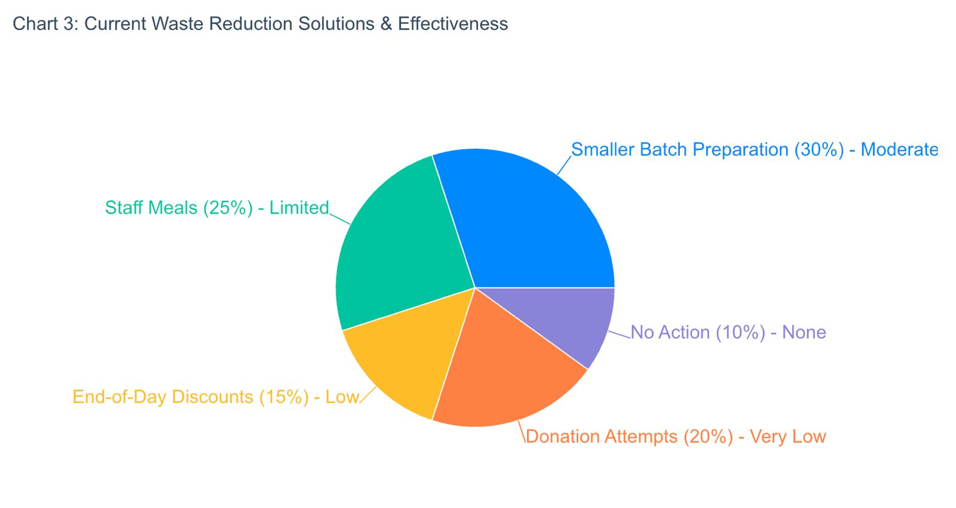 Chart 3: Current Waste Reduction Solutions & Effectiveness
Smaller Batch Preparation (30%) - Moderate
Staff Meals (25%) - Limited
No Action (10%) - None
End-of-Day Discounts (15%) - Low
Donation Attempts (20%) - Very Low